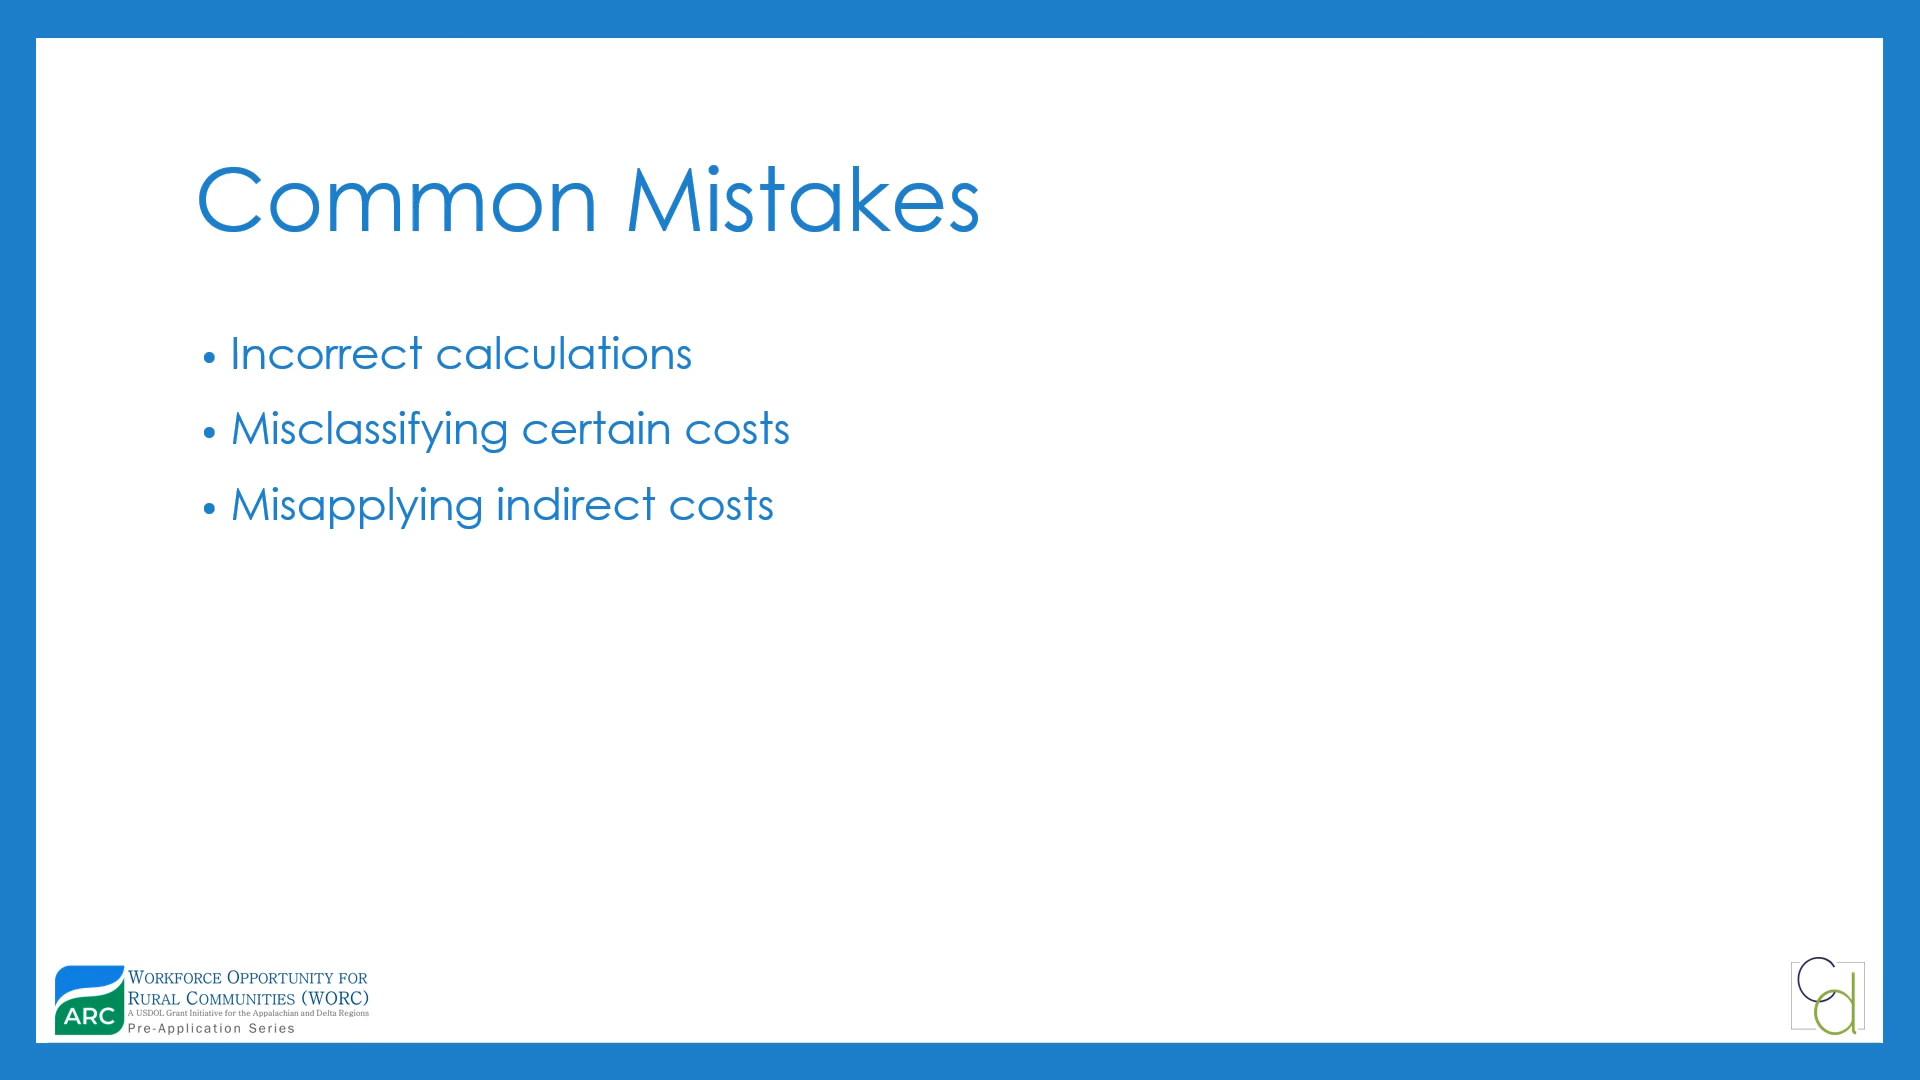 Common Mistakes
• Incorrect calculations
• Misclassifying certain costs
• Misapplying indirect costs
ARC
WORKFORCE OPPORTUNITY FOR
RURAL COMMUNITIES (WORC)
A USDOL Grant Initiative for the Appalachian and Delta Regions
Pre-Application Series
cd